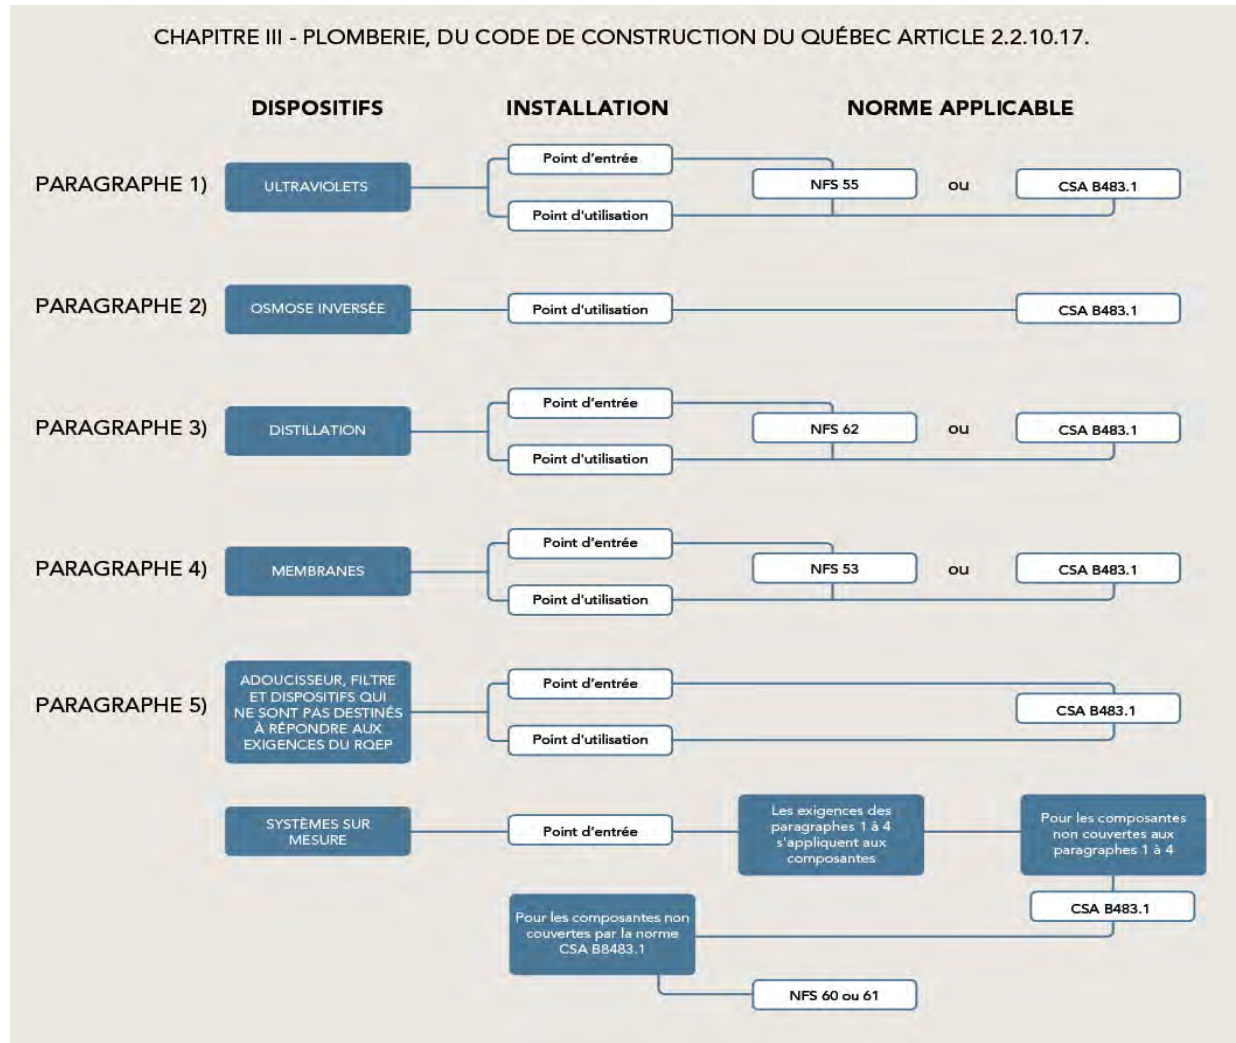 CHAPITRE III - PLOMBERIE, DU CODE DE CONSTRUCTION DU QUÉBEC ARTICLE 2.2.10.17.
DISPOSITIFS INSTALLATION NORME APPLICABLE
PARAGRAPHE 1)
ULTRAVIOLETS
Point d'entrée
Point d'utilisation
NFS 55 ou CSA B483.1
PARAGRAPHE 2)
OSMOSE INVERSÉE
Point d'utilisation
CSA B483.1
PARAGRAPHE 3)
DISTILLATION
Point d'entrée
Point d'utilisation
NFS 62 ou CSA B483.1
PARAGRAPHE 4)
MEMBRANES
Point d'entrée
Point d'utilisation
NFS 53 ou CSA B483.1
PARAGRAPHE 5)
ADOUCISSEUR, FILTRE
ET DISPOSITIFS QUI
NE SONT PAS DESTINÉS
À RÉPONDRE AUX
EXIGENCES DU RQEP
Point d'entrée
Point d'utilisation
CSA B483.1
SYSTÈMES SUR
MESURE
Point d'entrée
Les exigences des
paragraphes 1 à 4
s'appliquent aux
composantes
Pour les composantes
non couvertes aux
paragraphes 1 à 4
CSA B483.1
Pour les composantes non
couvertes par la norme
CSA B8483.1
NFS 60 ou 61